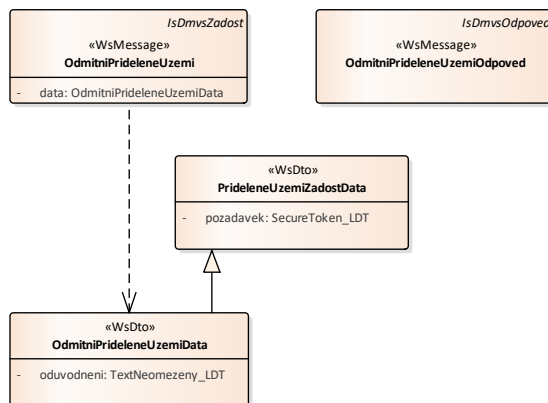 IsDmvsZadost
«WsMessage»
OdmitniPrideleneUzemi
- data: OdmitniPrideleneUzemiData
IsDmvsOdpoved
«WsMessage»
OdmitniPrideleneUzemiOdpoved
«WsDto»
PrideleneUzemiZadostData
- pozadavek: SecureToken_LDT
«WsDto»
OdmitniPrideleneUzemiData
- oduvodneni: TextNeomezeny_LDT